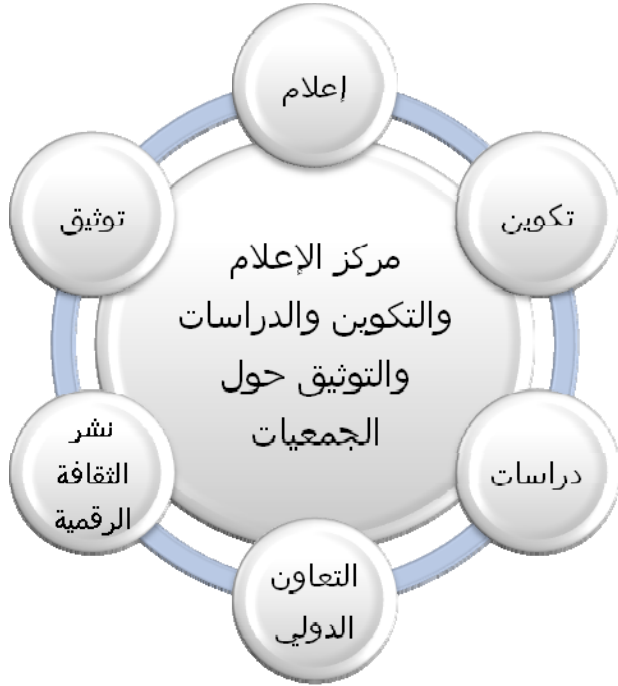 إعلام
تكوين
دراسات
التعاون
الدولي
نشر
الثقافة
الرقمية
توثيق
مركز الإعلام
والتكوين والدراسات
والتوثيق حول
الجمعيات